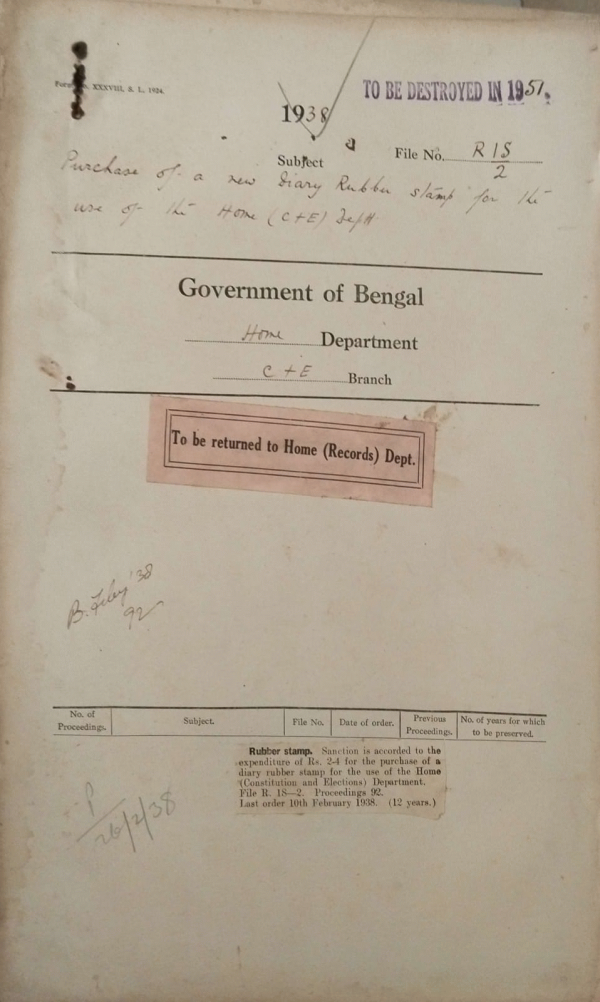 XXXVIII, S. L. 1924.
TO BE DESTROYED IN 1951.
1938
Subject
File No. R1S/2
Purchase of a new Diary Rubber stamp for the
use of the Home (C+E) Deptt
Government of Bengal
Home Department
C+E Branch
To be returned to Home (Records) Dept.
B. Feby '38
92
No. of Proceedings. Subject. File No. Date of order. Previous Proceedings. No. of years for which to be preserved.
Rubber stamp. Sanction is accorded to the
expenditure of Rs. 2-4 for the purchase of a
diary rubber stamp for the use of the Home
(Constitution and Elections) Department.
File R. 1S—2. Proceedings 92.
Last order 10th February 1938. (12 years.)
P
26/2/38